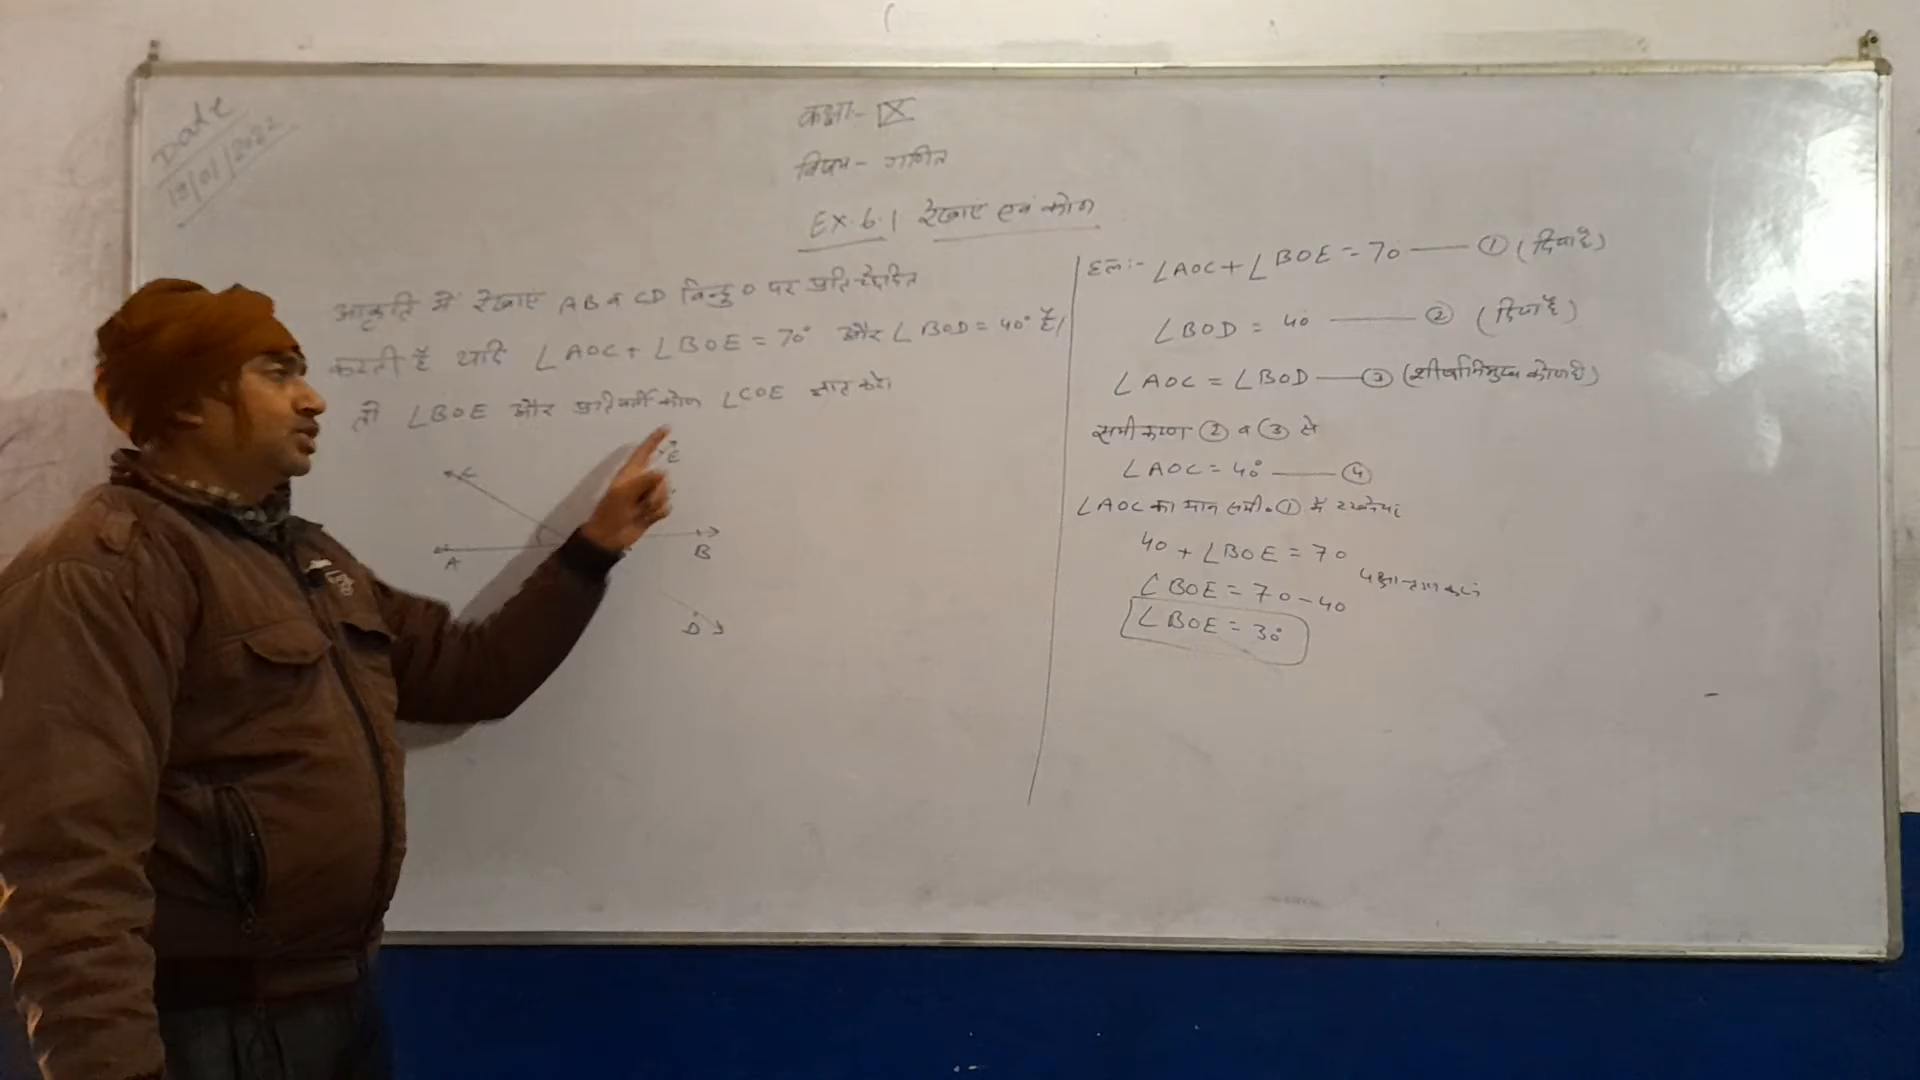 Date
19/01/2022
कक्षा - IX
विषय - गणित
Ex. 6.1 रेखाएं एवं कोण
आकृति में रेखाएं AB व CD बिन्दु O पर प्रतिच्छेदित
करती हैं यदि ∠AOC + ∠BOE = 70° और ∠BOD = 40° है।
तो ∠BOE और प्रतिवर्ती कोण ∠COE ज्ञात करो।
C
E
A
B
D
हल:- ∠AOC + ∠BOE = 70 —— ① (दिया है)
∠BOD = 40 —— ② (दिया है)
∠AOC = ∠BOD —— ③ (शीर्षाभिमुख कोण है)
समीकरण ② व ③ से
∠AOC = 40° —— ④
∠AOC का मान समी. ① में रखने पर
40 + ∠BOE = 70
∠BOE = 70 - 40
∠BOE = 30°